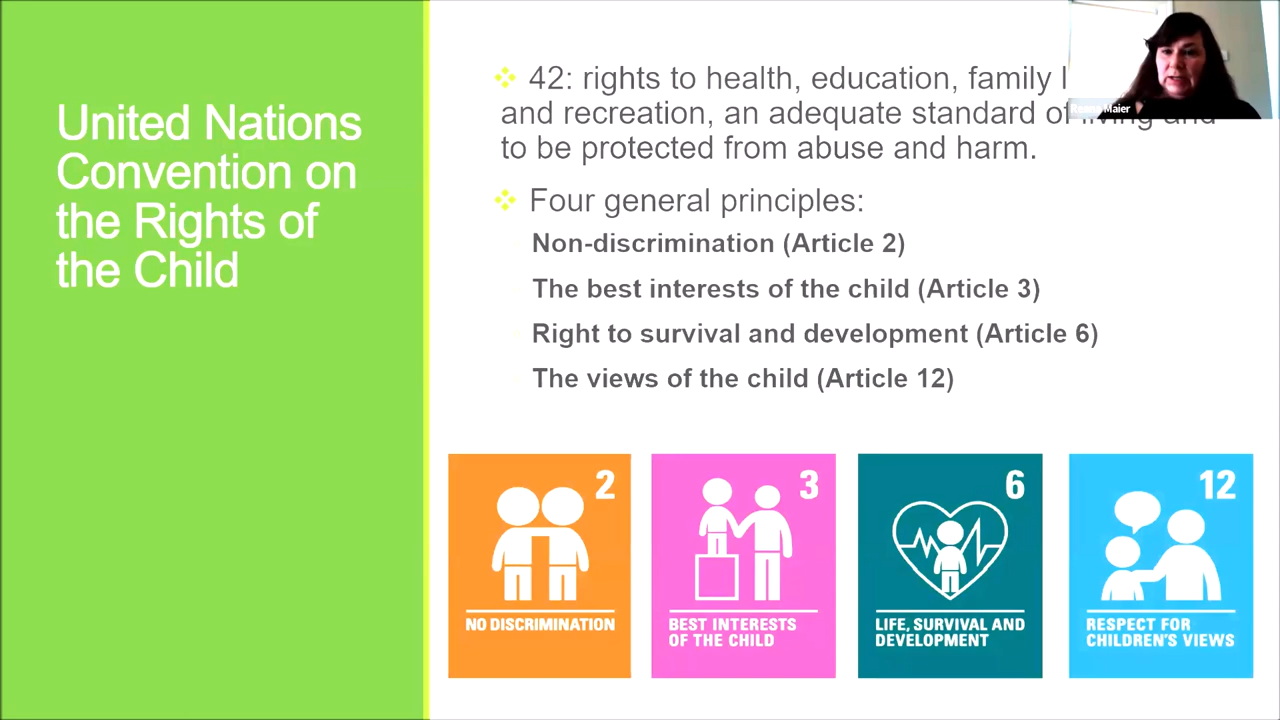 United Nations
Convention on
the Rights of
the Child
42: rights to health, education, family
and recreation, an adequate standard of living and
to be protected from abuse and harm.
Four general principles:
Non-discrimination (Article 2)
The best interests of the child (Article 3)
Right to survival and development (Article 6)
The views of the child (Article 12)
Maier
2
NO DISCRIMINATION
3
BEST INTERESTS
OF THE CHILD
6
LIFE, SURVIVAL AND
DEVELOPMENT
12
RESPECT FOR
CHILDREN'S VIEWS